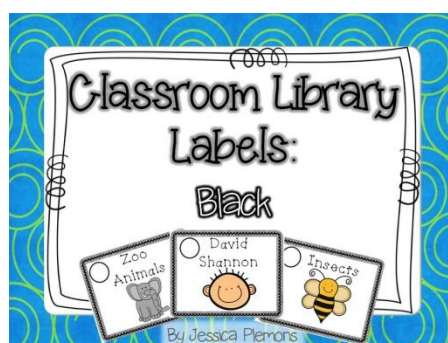 Classroom Library
Labels:
Black
Zoo
Animals
David
Shannon
Insects
By Jessica Plemons